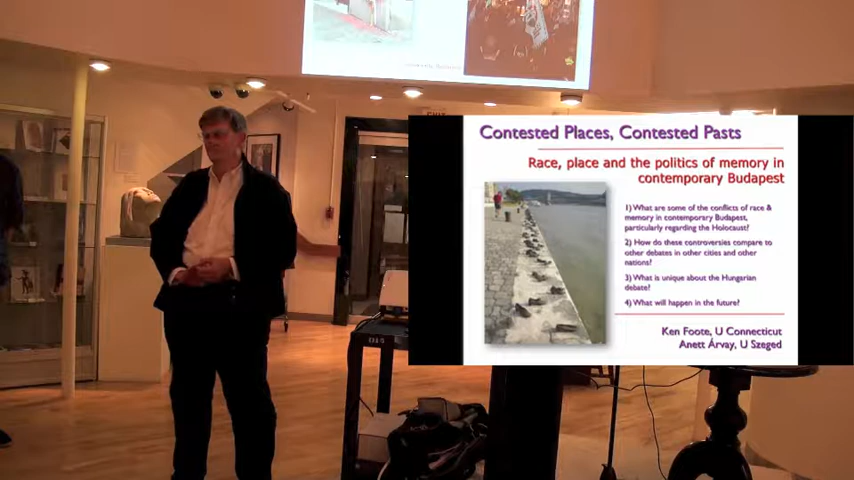 Contested Places, Contested Pasts
Race, place and the politics of memory in
contemporary Budapest
1) What are some of the conflicts of race &
memory in contemporary Budapest,
particularly regarding the Holocaust?
2) How do these controversies compare to
other debates in other cities and other
nations?
3) What is unique about the Hungarian
debate?
4) What will happen in the future?
Ken Foote, U Connecticut
Anett Árvay, U Szeged